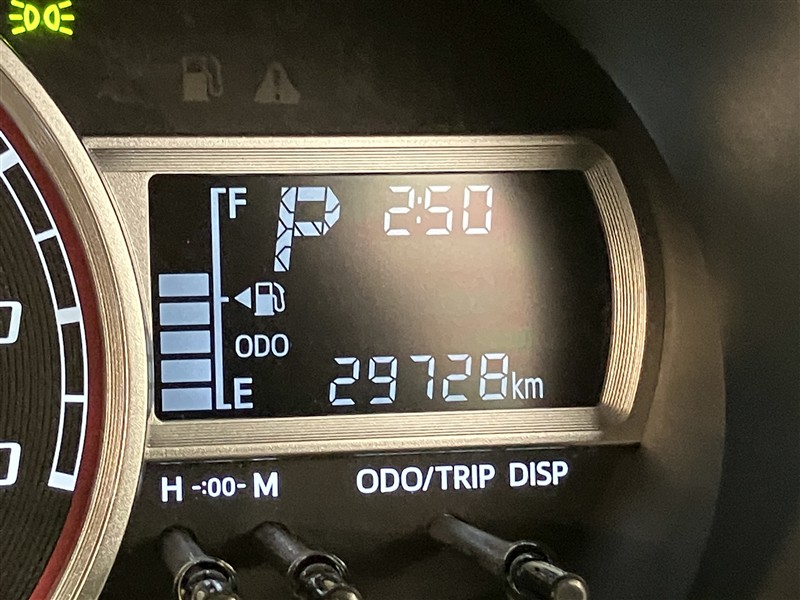 F P 2:50
ODO
E 29728km
H -:00- M ODO/TRIP DISP